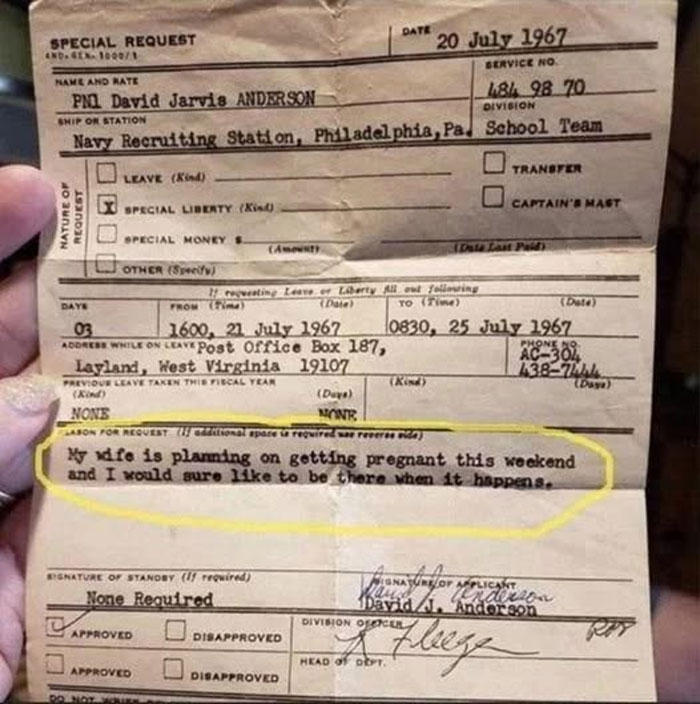 SPECIAL REQUEST
DATE 20 July 1967
NAME AND RATE
SERVICE NO.
PN1 David Jarvis ANDERSON
484 98 70
SHIP OR STATION
DIVISION
Navy Recruiting Station, Philadelphia, Pa. School Team
NATURE OF REQUEST
LEAVE (Kind)
TRANSFER
X SPECIAL LIBERTY (Kind)
CAPTAIN'S MAST
SPECIAL MONEY $
(Amount) (Date Last Paid)
OTHER (Specify)
If requesting Leave or Liberty fill out following
DAYS FROM (Time) (Date) TO (Time) (Date)
03 1600, 21 July 1967 0830, 25 July 1967
ADDRESS WHILE ON LEAVE Post Office Box 187,
PHONE NO.
AC-304
Layland, West Virginia 19107
438-7444
PREVIOUS LEAVE TAKEN THIS FISCAL YEAR
(Kind) (Days) (Kind) (Days)
NONE NONE
REASON FOR REQUEST (If additional space is required use reverse side)
My wife is planning on getting pregnant this weekend
and I would sure like to be there when it happens.
SIGNATURE OF STANDBY (If required)
SIGNATURE OF APPLICANT
None Required
David J. Anderson
David J. Anderson
APPROVED DISAPPROVED
DIVISION OFFICER
APPROVED DISAPPROVED
HEAD OF DEPT.
DO NOT